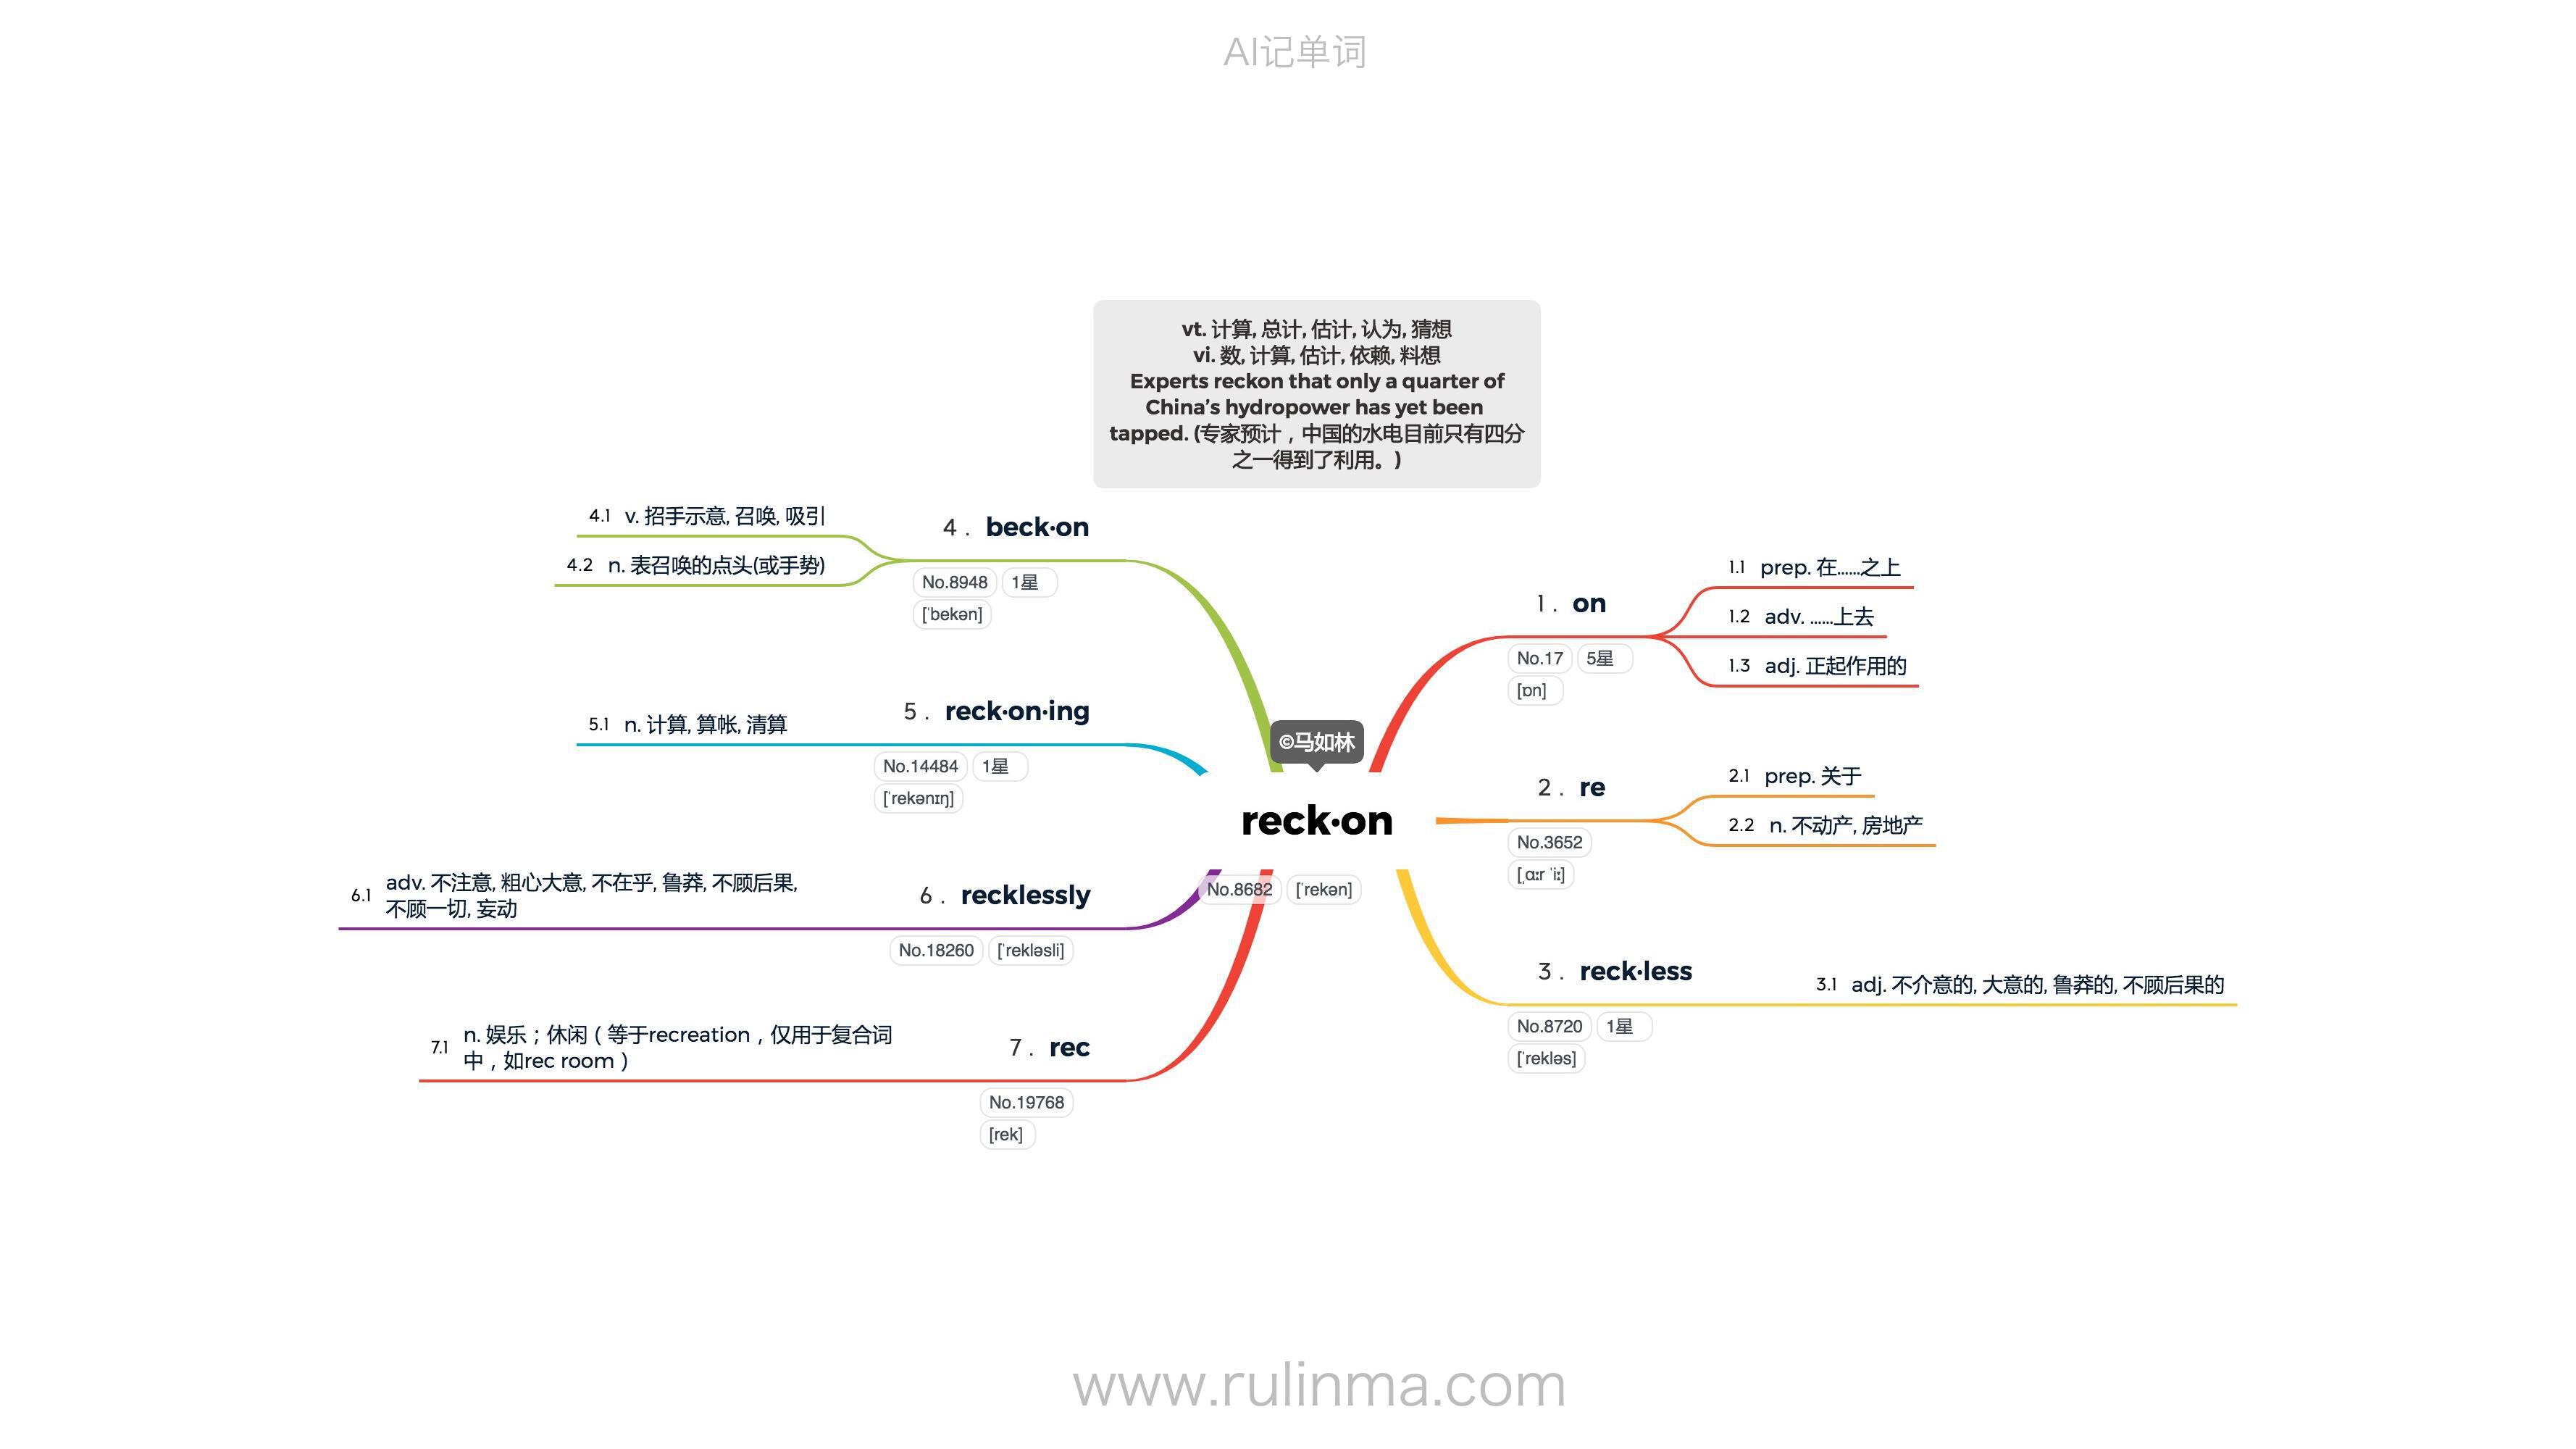 AI记单词
vt. 计算, 总计, 估计, 认为, 猜想
vi. 数, 计算, 估计, 依赖, 料想
Experts reckon that only a quarter of
China’s hydropower has yet been
tapped. (专家预计，中国的水电目前只有四分
之一得到了利用。)
©马如林
reck·on
No.8682 [ˈrekən]
1. on
No.17 5星
[ɒn]
1.1 prep. 在……之上
1.2 adv. ……上去
1.3 adj. 正起作用的
2. re
No.3652
[ˌɑɪr ˈiː]
2.1 prep. 关于
2.2 n. 不动产, 房地产
3. reck·less
No.8720 1星
[ˈrekləs]
3.1 adj. 不介意的, 大意的, 鲁莽的, 不顾后果的
4. beck·on
No.8948 1星
[ˈbekən]
4.1 v. 招手示意, 召唤, 吸引
4.2 n. 表召唤的点头(或手势)
5. reck·on·ing
No.14484 1星
[ˈrekənɪŋ]
5.1 n. 计算, 算帐, 清算
6. recklessly
No.18260 [ˈrekləsli]
6.1 adv. 不注意, 粗心大意, 不在乎, 鲁莽, 不顾后果,
不顾一切, 妄动
7. rec
No.19768
[rek]
7.1 n. 娱乐；休闲（等于recreation，仅用于复合词
中，如rec room）
www.rulinma.com